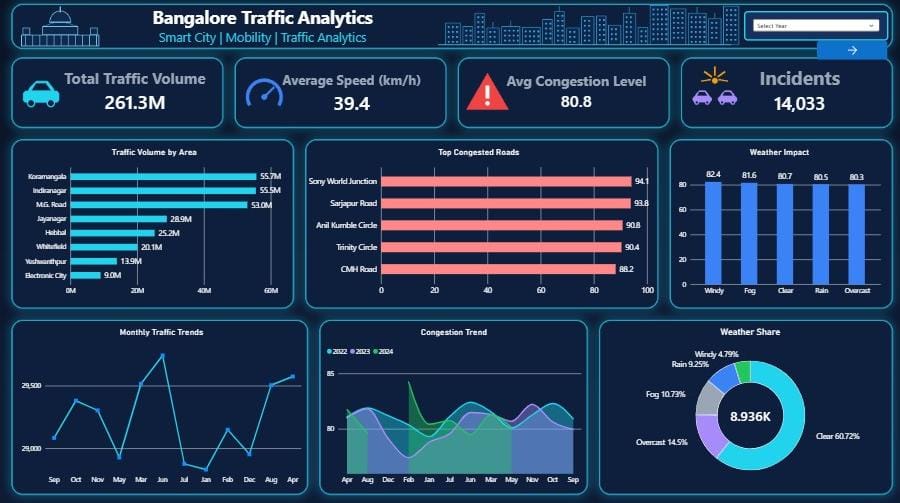 Bangalore Traffic Analytics
Smart City | Mobility | Traffic Analytics
Select Year
Total Traffic Volume
261.3M
Average Speed (km/h)
39.4
Avg Congestion Level
80.8
Incidents
14,033
Traffic Volume by Area
Koramangala 55.7M
Indiranagar 55.5M
M.G. Road 53.0M
Jayanagar 28.9M
Hebbal 25.2M
Whitefield 20.1M
Yeshwanthpur 13.9M
Electronic City 9.0M
0M 20M 40M 60M
Top Congested Roads
Sony World Junction 94.1
Sarjapur Road 93.8
Anil Kumble Circle 90.8
Trinity Circle 90.4
CMH Road 88.2
0 20 40 60 80 100
Weather Impact
82.4 81.6 80.7 80.5 80.3
80
60
40
20
0
Windy Fog Clear Rain Overcast
Monthly Traffic Trends
29,500
29,000
Sep Oct Nov May Mar Jun Jul Jan Feb Dec Aug Apr
Congestion Trend
2022 2023 2024
85
80
Apr Aug Dec Feb Jan Jul Jun Mar May Nov Oct Sep
Weather Share
Windy 4.79%
Rain 9.25%
Fog 10.73%
Overcast 14.5%
8.936K
Clear 60.72%